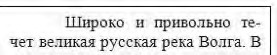 Широко и привольно те-
чет великая русская река Волга. В